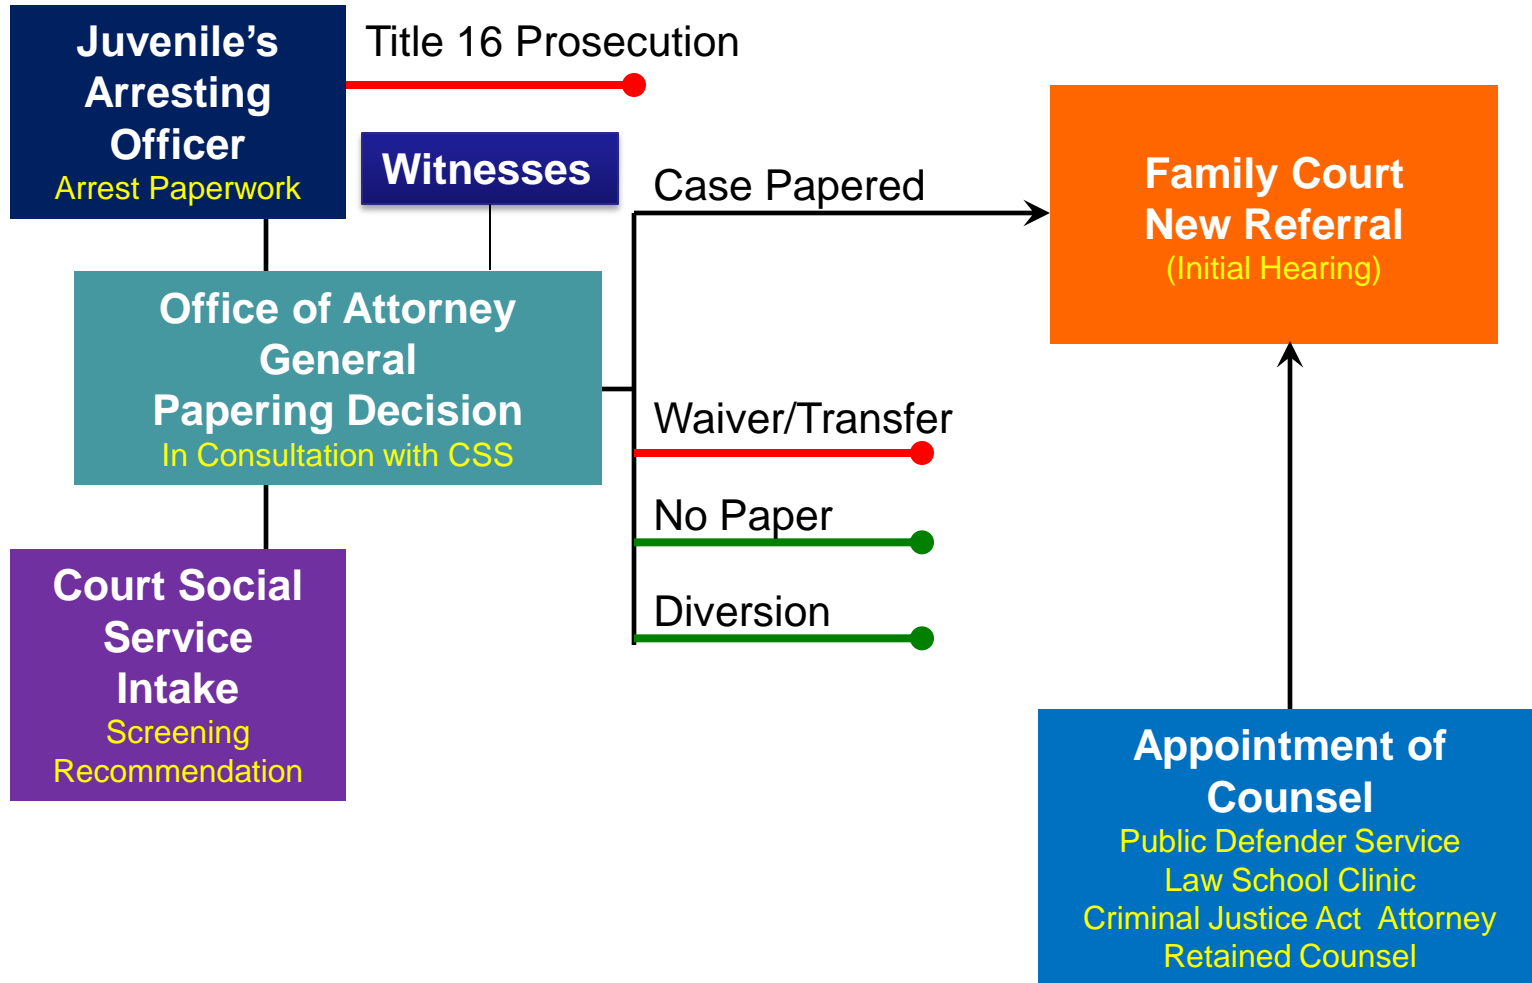 Juvenile’s
Arresting
Officer
Arrest Paperwork
Title 16 Prosecution
Witnesses
Office of Attorney
General
Papering Decision
In Consultation with CSS
Court Social
Service
Intake
Screening
Recommendation
Case Papered
Waiver/Transfer
No Paper
Diversion
Family Court
New Referral
(Initial Hearing)
Appointment of
Counsel
Public Defender Service
Law School Clinic
Criminal Justice Act  Attorney
Retained Counsel